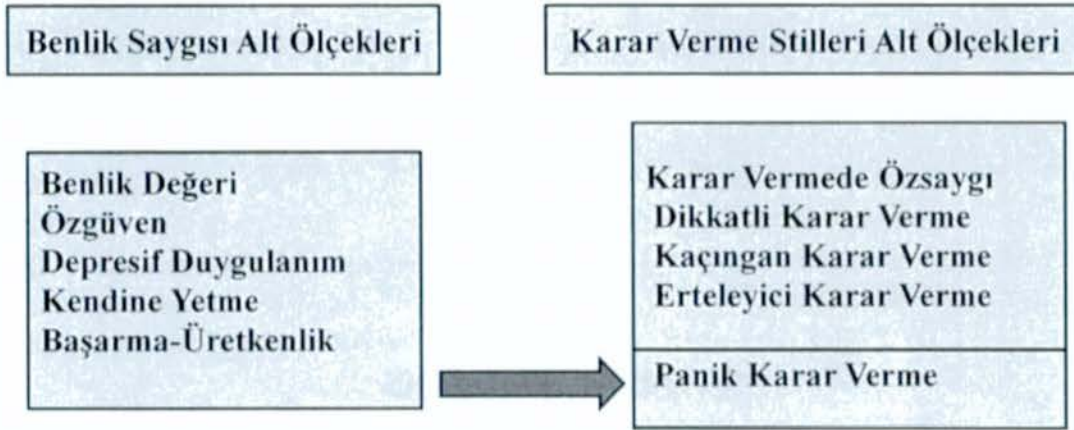 Benlik Saygısı Alt Ölçekleri
Karar Verme Stilleri Alt Ölçekleri
Benlik Değeri
Özgüven
Depresif Duygulanım
Kendine Yetme
Başarma-Üretkenlik
Karar Vermede Özsaygı
Dikkatli Karar Verme
Kaçıngan Karar Verme
Erteleyici Karar Verme
Panik Karar Verme